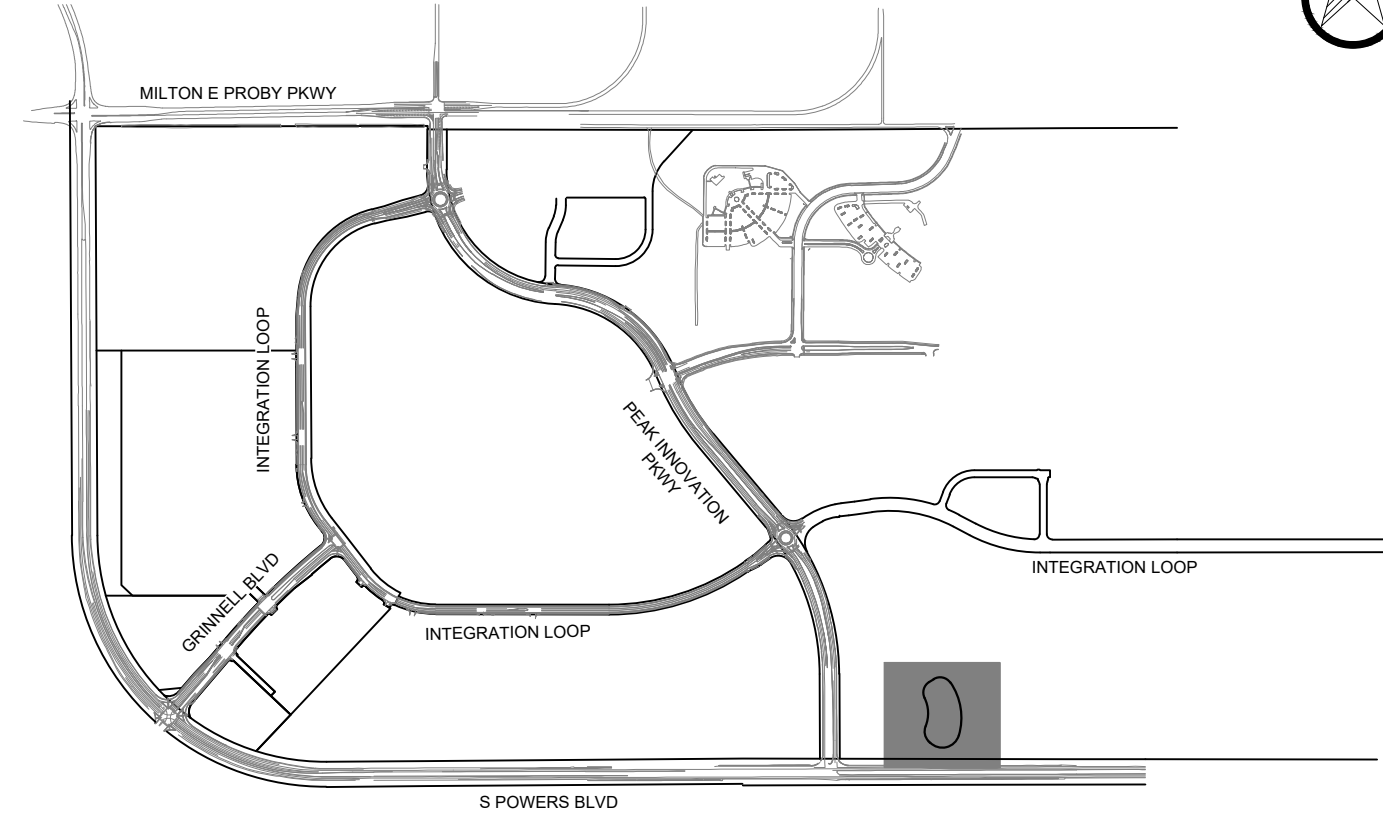 MILTON E PROBY PKWY
INTEGRATION LOOP
PEAK INNOVATION
PKWY
GRINNELL BLVD
INTEGRATION LOOP
INTEGRATION LOOP
S POWERS BLVD